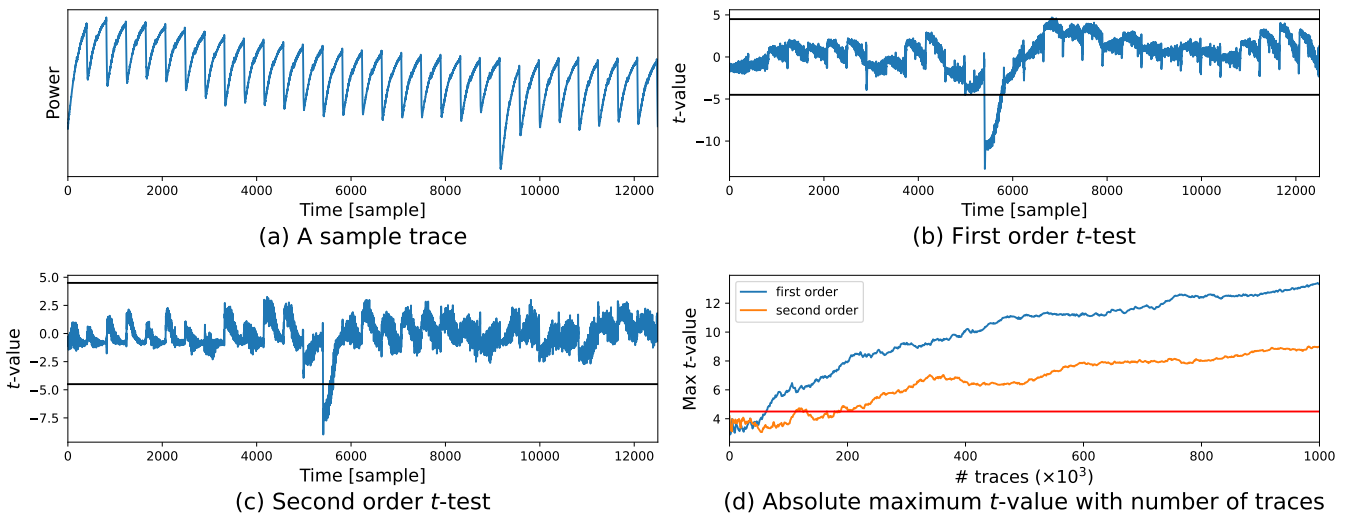 Power
0 2000 4000 6000 8000 10000 12000
Time [sample]
(a) A sample trace
t-value
5
0
−5
−10
0 2000 4000 6000 8000 10000 12000
Time [sample]
(b) First order t-test
t-value
5.0
2.5
0.0
−2.5
−5.0
−7.5
0 2000 4000 6000 8000 10000 12000
Time [sample]
(c) Second order t-test
Max t-value
12
10
8
6
4
first order
second order
0 200 400 600 800 1000
# traces (×10³)
(d) Absolute maximum t-value with number of traces